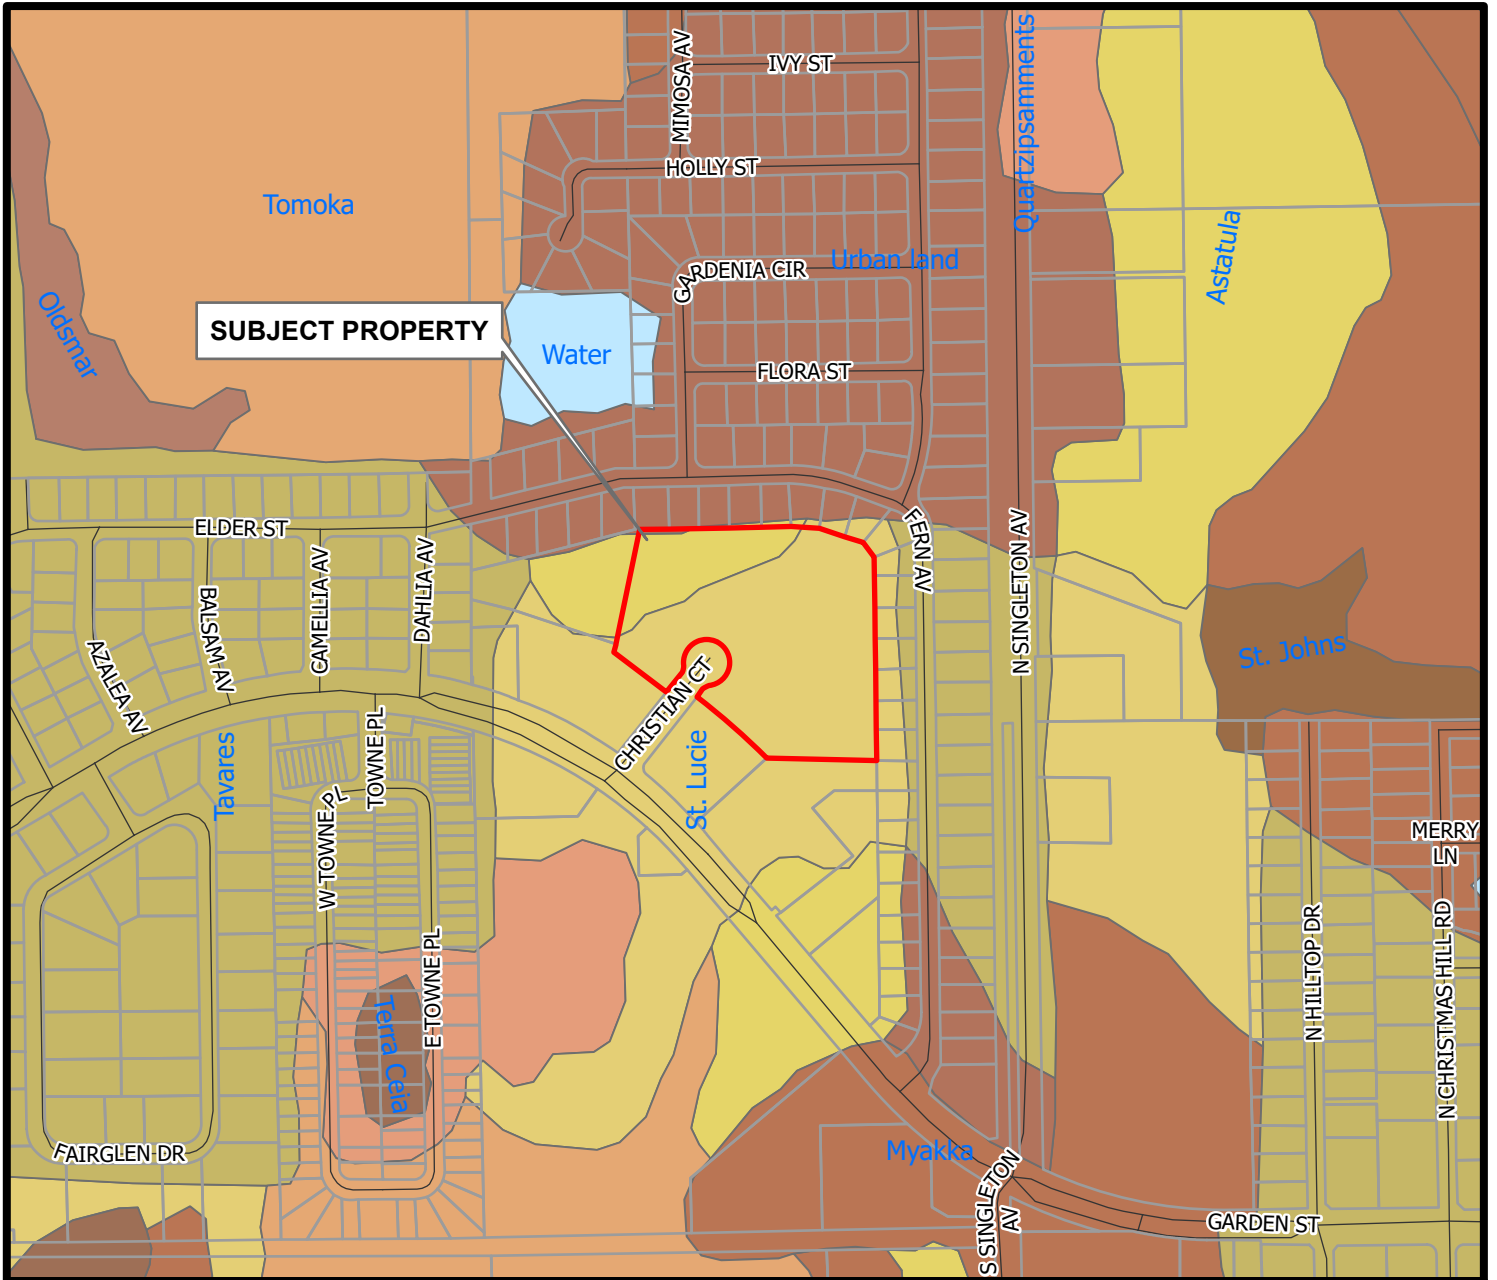 IVY ST
MIMOSA AV
HOLLY ST
Quartzipsamments
Tomoka
Urban land
Astatula
GARDENIA CIR
Oldsmar
SUBJECT PROPERTY
Water
FLORA ST
ELDER ST
FERN AV
N SINGLETON AV
BALSAM AV
CAMELLIA AV
DAHLIA AV
AZALEA AV
St. Johns
CHRISTIAN CT
TOWNE PL
Tavares
St. Lucie
W TOWNE PL
MERRY
LN
E TOWNE PL
Terra Ceia
N HILLTOP DR
N CHRISTMAS HILL RD
FAIRGLEN DR
Myakka
S SINGLETON
AV
GARDEN ST